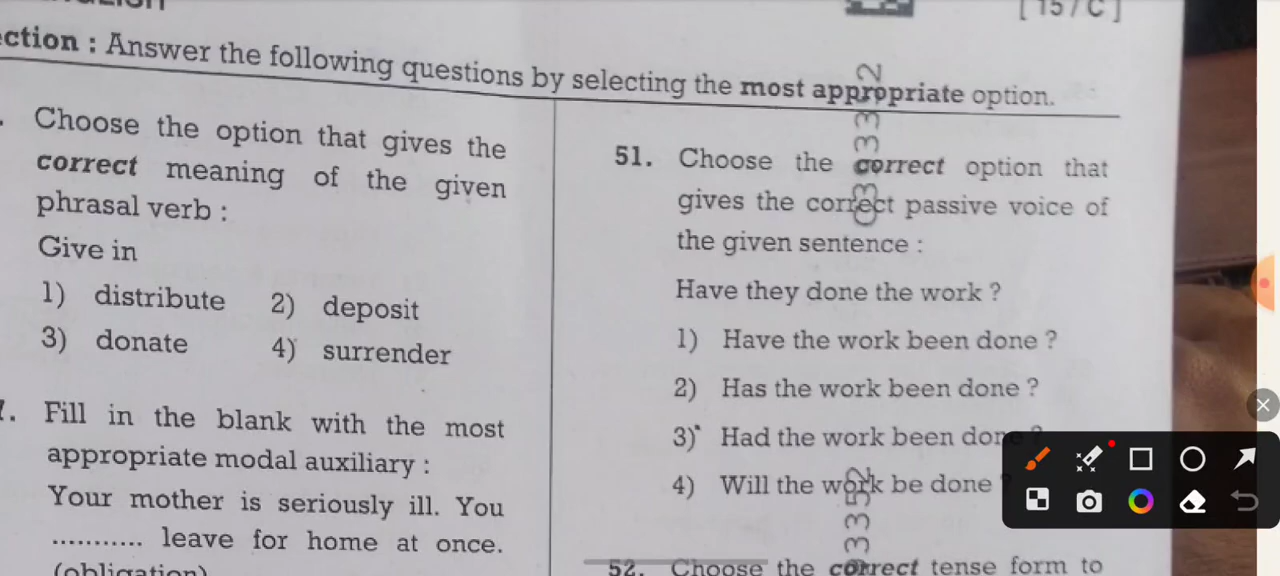 [ 15 / C ]
ction : Answer the following questions by selecting the most appropriate option.
Choose the option that gives the
correct meaning of the given
phrasal verb :
Give in
1) distribute 2) deposit
3) donate 4) surrender
Fill in the blank with the most
appropriate modal auxiliary :
Your mother is seriously ill. You
........... leave for home at once.
(obligation)
51. Choose the correct option that
gives the correct passive voice of
the given sentence :
Have they done the work ?
1) Have the work been done ?
2) Has the work been done ?
3) Had the work been done ?
4) Will the work be done
52. Choose the correct tense form to